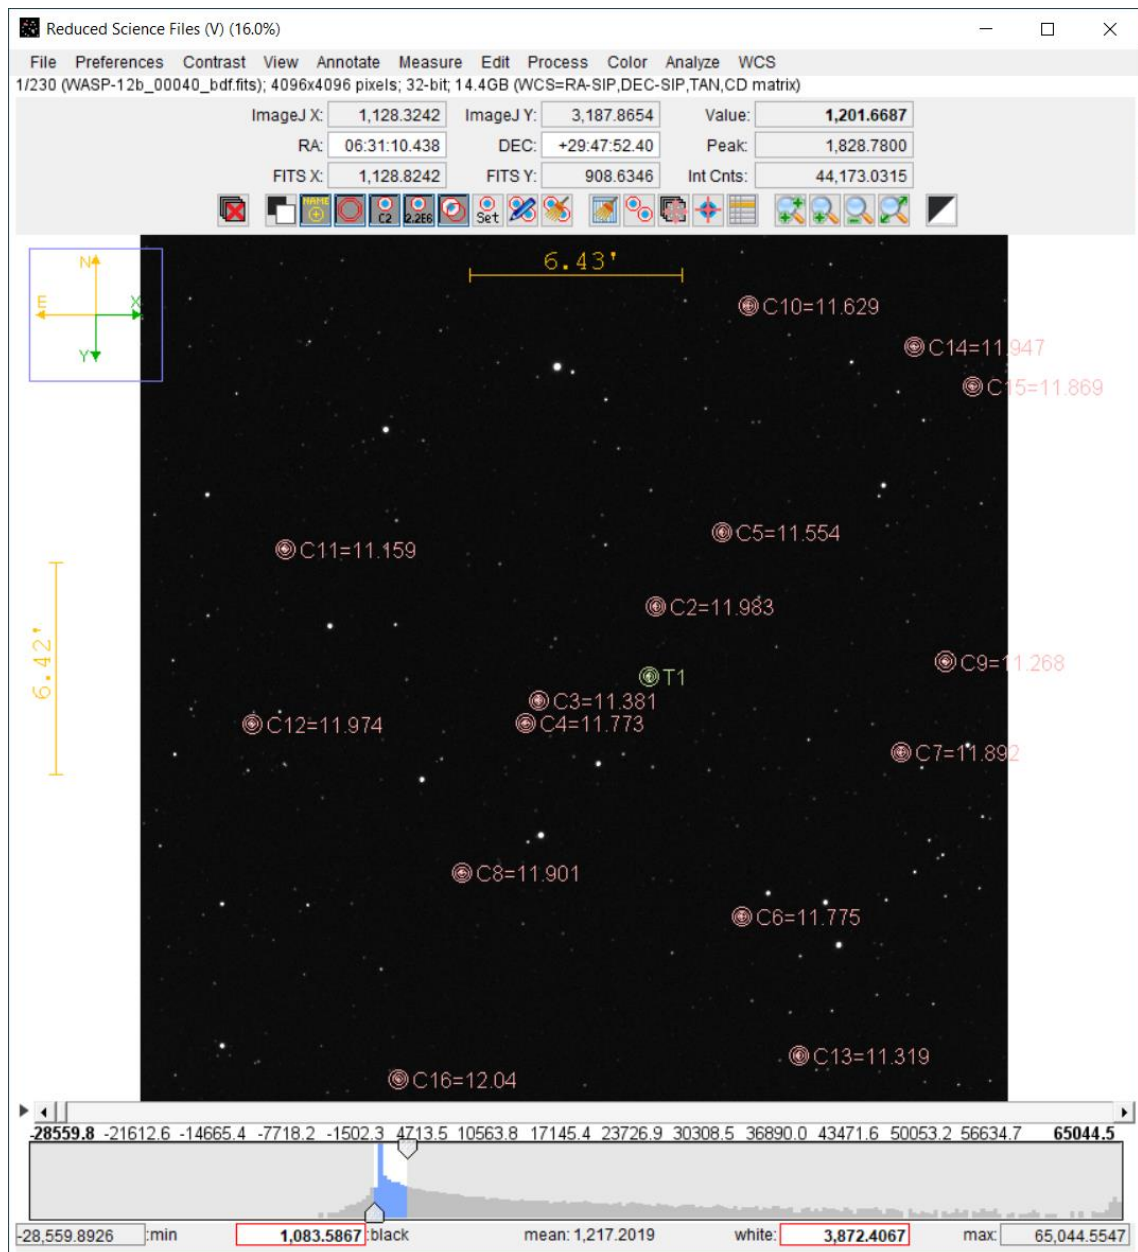 Reduced Science Files (V) (16.0%)
File Preferences Contrast View Annotate Measure Edit Process Color Analyze WCS
1/230 (WASP-12b_00040_bdf.fits); 4096x4096 pixels; 32-bit; 14.4GB (WCS=RA-SIP,DEC-SIP,TAN,CD matrix)
ImageJ X: 1,128.3242 ImageJ Y: 3,187.8654 Value: 1,201.6687
RA: 06:31:10.438 DEC: +29:47:52.40 Peak: 1,828.7800
FITS X: 1,128.8242 FITS Y: 908.6346 Int Cnts: 44,173.0315
NAME C2 2.2E6 Set
6.43'
N
E X
Y
C10=11.629
C14=11.947
C15=11.869
C5=11.554
C11=11.159
C2=11.983
6.42'
C9=11.268
T1
C3=11.381
C12=11.974 C4=11.773
C7=11.892
C8=11.901
C6=11.775
C13=11.319
C16=12.04
-28559.8 -21612.6 -14665.4 -7718.2 -1502.3 4713.5 10563.8 17145.4 23726.9 30308.5 36890.0 43471.6 50053.2 56634.7 65044.5
-28,559.8926 :min 1,083.5867 :black mean: 1,217.2019 white: 3,872.4067 max: 65,044.5547